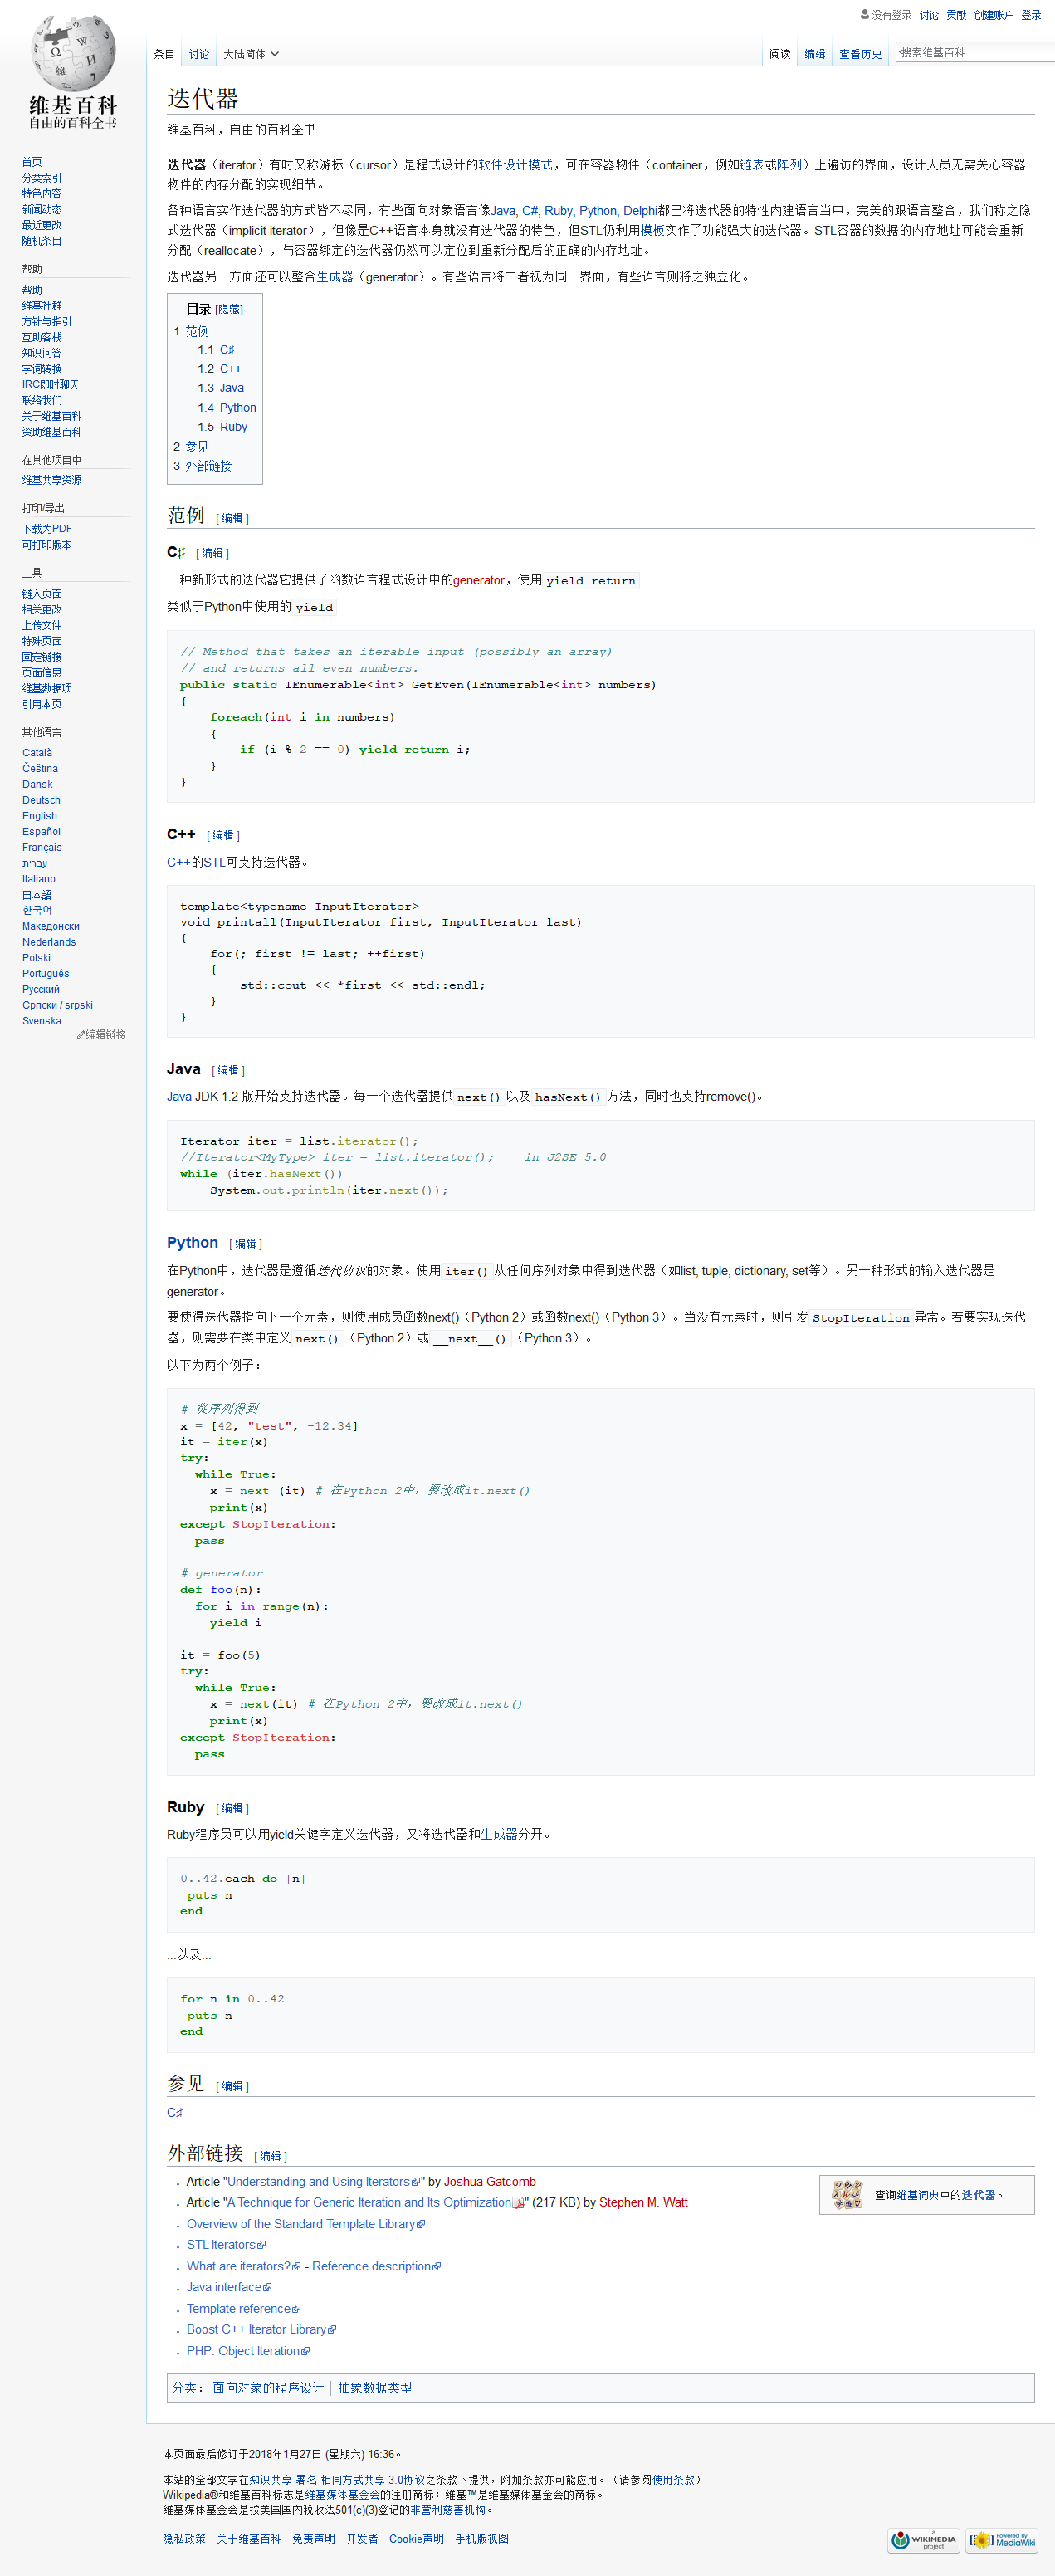 没有登录 讨论 贡献 创建账户 登录
条目 讨论 大陆简体 阅读 编辑 查看历史 搜索维基百科
维基百科
自由的百科全书
首页
分类索引
特色内容
新闻动态
最近更改
随机条目
帮助
帮助
维基社群
方针与指引
互助客栈
知识问答
字词转换
IRC即时聊天
联络我们
关于维基百科
资助维基百科
在其他项目中
维基共享资源
打印/导出
下载为PDF
可打印版本
工具
链入页面
相关更改
上传文件
特殊页面
固定链接
页面信息
维基数据项
引用本页
其他语言
Català
Čeština
Dansk
Deutsch
English
Español
Français
עברית
Italiano
日本語
한국어
Македонски
Nederlands
Polski
Português
Русский
Српски / srpski
Svenska
编辑链接
迭代器
维基百科，自由的百科全书
迭代器（iterator）有时又称游标（cursor）是程式设计的软件设计模式，可在容器物件（container，例如链表或阵列）上遍访的界面，设计人员无需关心容器
物件的内存分配的实现细节。
各种语言实作迭代器的方式皆不尽同，有些面向对象语言像Java, C#, Ruby, Python, Delphi都已将迭代器的特性内建语言当中，完美的跟语言整合，我们称之隐
式迭代器（implicit iterator），但像是C++语言本身就没有迭代器的特色，但STL仍利用模板实作了功能强大的迭代器。STL容器的数据的内存地址可能会重新
分配（reallocate），与容器绑定的迭代器仍然可以定位到重新分配后的正确的内存地址。
迭代器另一方面还可以整合生成器（generator）。有些语言将二者视为同一界面，有些语言则将之独立化。
目录 [隐藏]
1 范例
1.1 C♯
1.2 C++
1.3 Java
1.4 Python
1.5 Ruby
2 参见
3 外部链接
范例 [ 编辑 ]
C♯ [ 编辑 ]
一种新形式的迭代器它提供了函数语言程式设计中的generator，使用 yield return
类似于Python中使用的 yield
// Method that takes an iterable input (possibly an array)
// and returns all even numbers.
public static IEnumerable<int> GetEven(IEnumerable<int> numbers)
{
    foreach(int i in numbers)
    {
        if (i % 2 == 0) yield return i;
    }
}
C++ [ 编辑 ]
C++的STL可支持迭代器。
template<typename InputIterator>
void printall(InputIterator first, InputIterator last)
{
    for(; first != last; ++first)
    {
        std::cout << *first << std::endl;
    }
}
Java [ 编辑 ]
Java JDK 1.2 版开始支持迭代器。每一个迭代器提供 next() 以及 hasNext() 方法，同时也支持remove()。
Iterator iter = list.iterator();
//Iterator<MyType> iter = list.iterator();    in J2SE 5.0
while (iter.hasNext())
    System.out.println(iter.next());
Python [ 编辑 ]
在Python中，迭代器是遵循迭代协议的对象。使用 iter() 从任何序列对象中得到迭代器（如list, tuple, dictionary, set等）。另一种形式的输入迭代器是
generator。
要使得迭代器指向下一个元素，则使用成员函数next()（Python 2）或函数next()（Python 3）。当没有元素时，则引发 StopIteration 异常。若要实现迭代
器，则需要在类中定义 next() （Python 2）或 __next__() （Python 3）。
以下为两个例子：
# 從序列得到
x = [42, "test", -12.34]
it = iter(x)
try:
  while True:
    x = next (it) # 在Python 2中，要改成it.next()
    print(x)
except StopIteration:
  pass
# generator
def foo(n):
  for i in range(n):
    yield i
it = foo(5)
try:
  while True:
    x = next(it) # 在Python 2中，要改成it.next()
    print(x)
except StopIteration:
  pass
Ruby [ 编辑 ]
Ruby程序员可以用yield关键字定义迭代器，又将迭代器和生成器分开。
0..42.each do |n|
 puts n
end
...以及...
for n in 0..42
 puts n
end
参见 [ 编辑 ]
C♯
外部链接 [ 编辑 ]
Article "Understanding and Using Iterators" by Joshua Gatcomb
Article "A Technique for Generic Iteration and Its Optimization" (217 KB) by Stephen M. Watt
查询维基词典中的迭代器。
Overview of the Standard Template Library
STL Iterators
What are iterators? - Reference description
Java interface
Template reference
Boost C++ Iterator Library
PHP: Object Iteration
分类： 面向对象的程序设计 | 抽象数据类型
本页面最后修订于2018年1月27日 (星期六) 16:36。
本站的全部文字在知识共享 署名-相同方式共享 3.0协议之条款下提供，附加条款亦可能应用。（请参阅使用条款）
Wikipedia®和维基百科标志是维基媒体基金会的注册商标；维基™是维基媒体基金会的商标。
维基媒体基金会是按美国国內税收法501(c)(3)登记的非营利慈善机构。
隐私政策 关于维基百科 免责声明 开发者 Cookie声明 手机版视图
a WIKIMEDIA project
Powered By MediaWiki